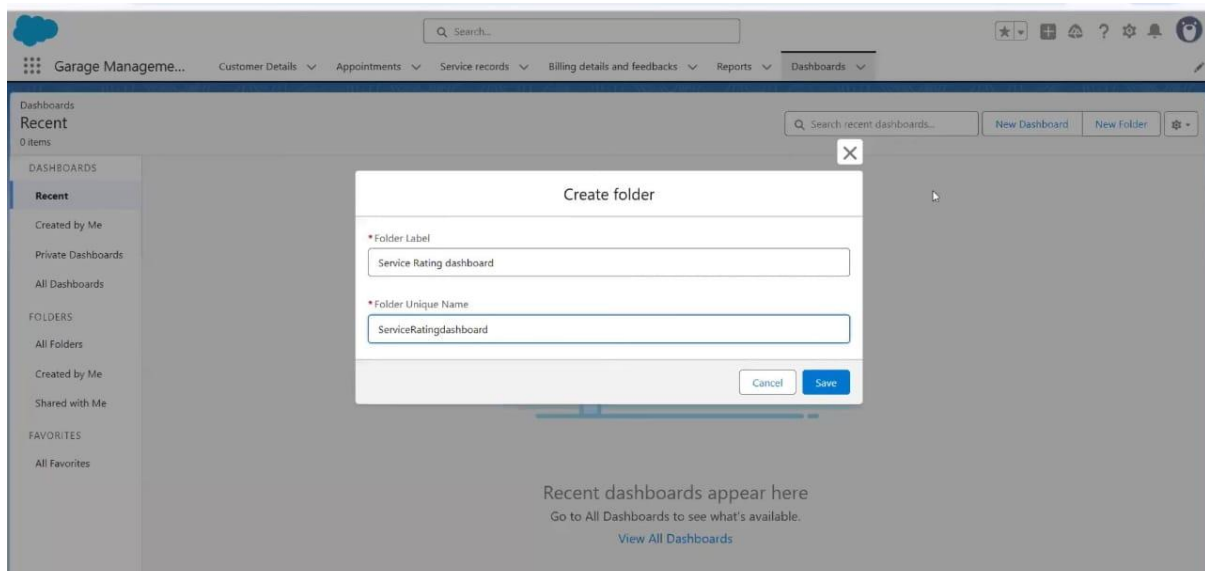 Search...
Garage Manageme...
Customer Details
Appointments
Service records
Billing details and feedbacks
Reports
Dashboards
Dashboards
Recent
0 items
Search recent dashboards...
New Dashboard
New Folder
DASHBOARDS
Recent
Created by Me
Private Dashboards
All Dashboards
FOLDERS
All Folders
Created by Me
Shared with Me
FAVORITES
All Favorites
Create folder
*Folder Label
Service Rating dashboard
*Folder Unique Name
ServiceRatingdashboard
Cancel
Save
Recent dashboards appear here
Go to All Dashboards to see what's available.
View All Dashboards